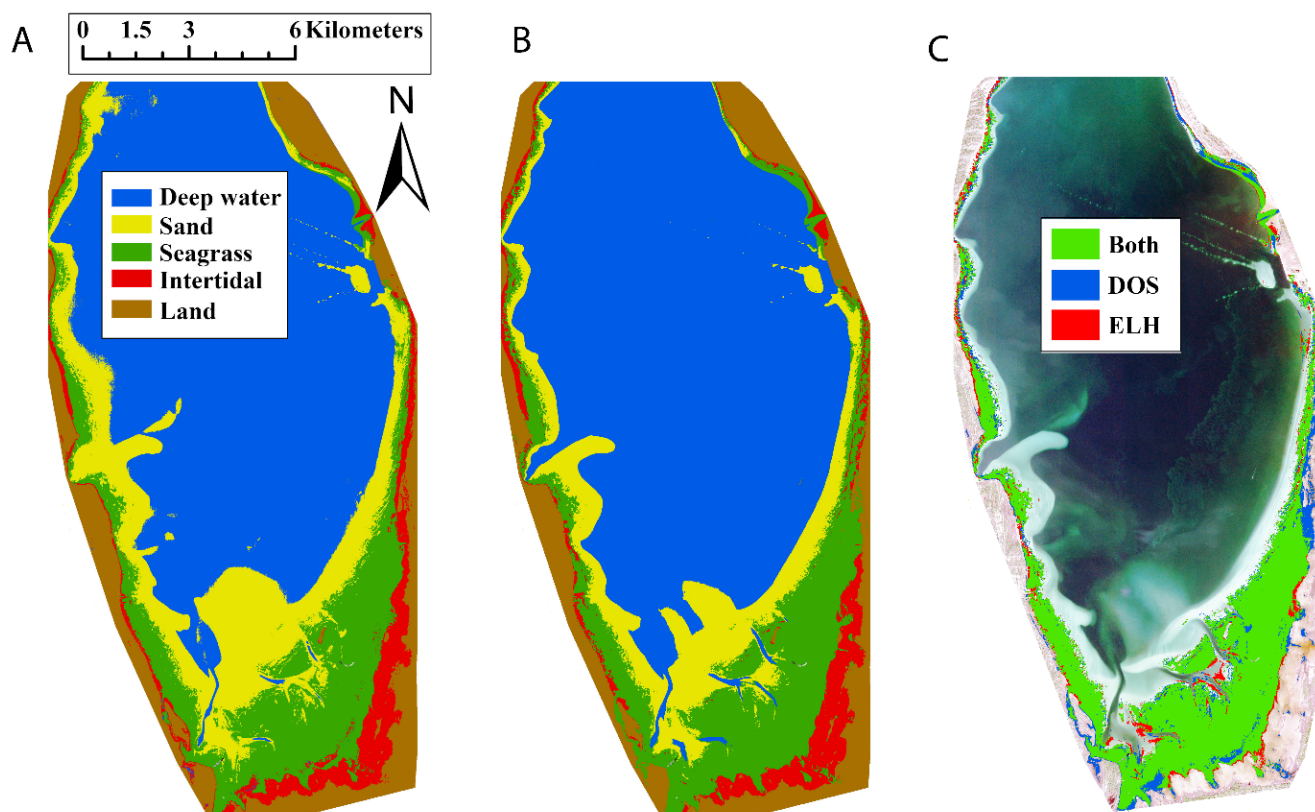 A
0 1.5 3 6 Kilometers
B
C
N
Deep water
Sand
Seagrass
Intertidal
Land
Both
DOS
ELH